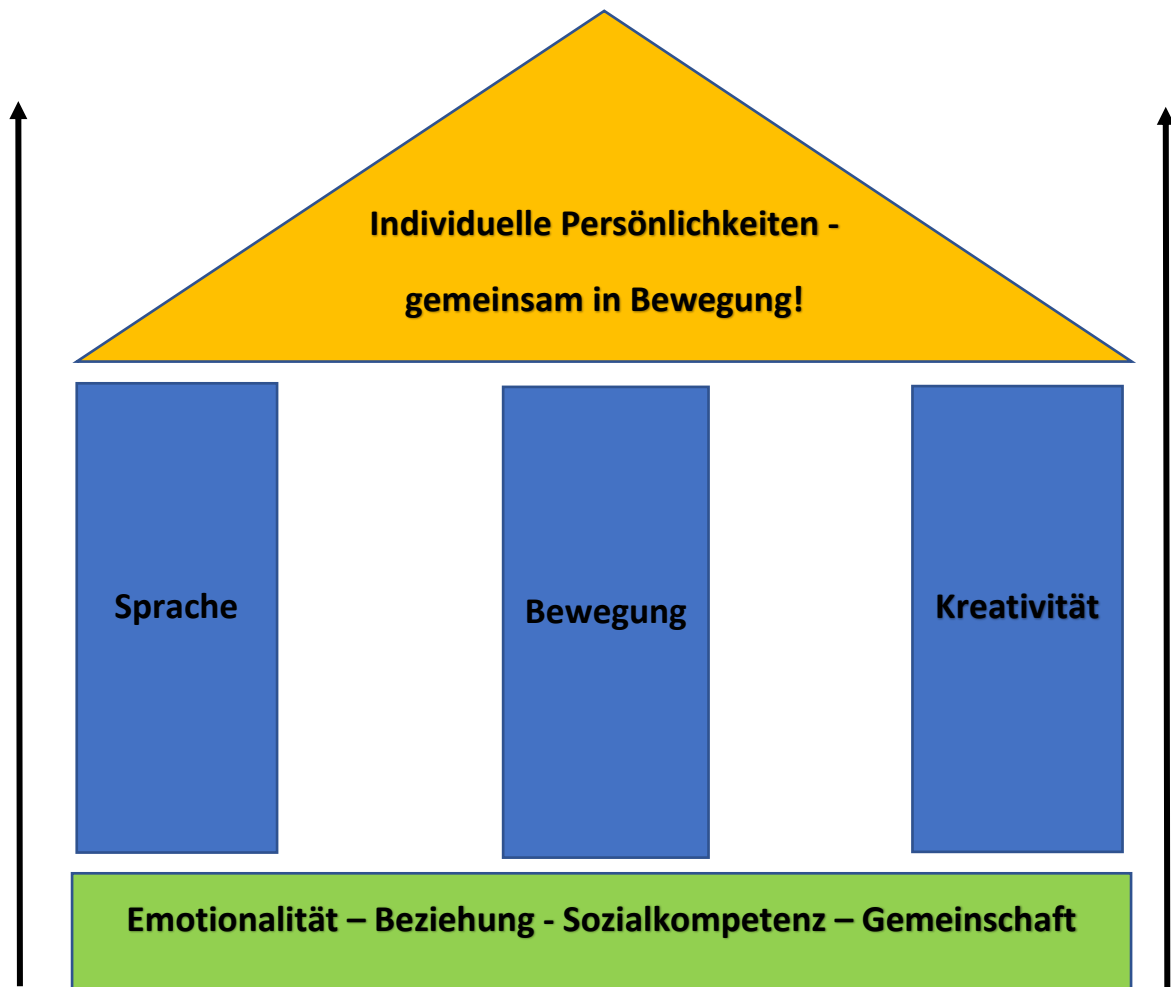 Individuelle Persönlichkeiten -
gemeinsam in Bewegung!
Sprache
Bewegung
Kreativität
Emotionalität – Beziehung - Sozialkompetenz – Gemeinschaft